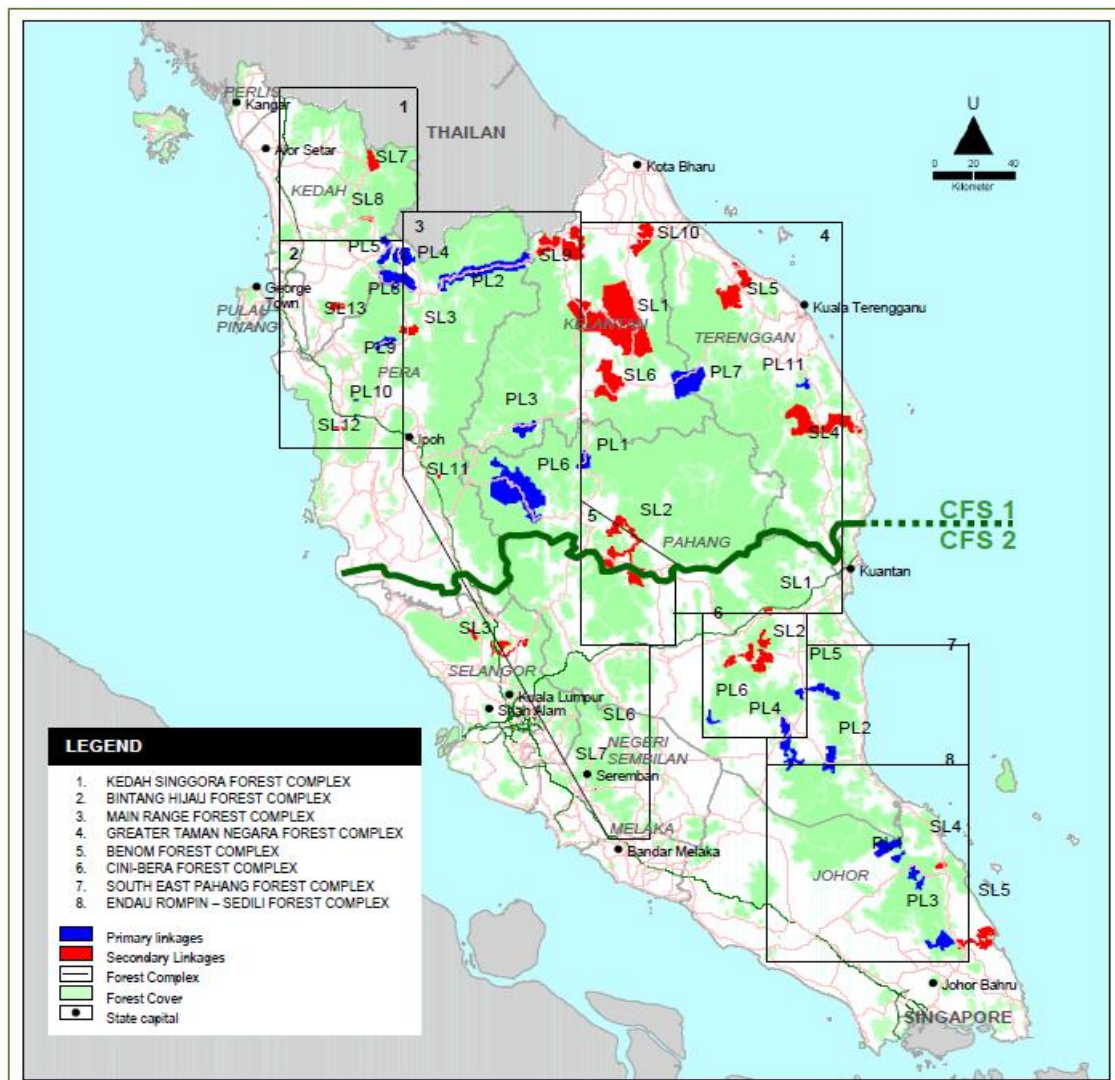 PERLIS
Kangar
1
THAILAN
U
0 20 40
Kilometer
Alor Setar
SL7
Kota Bharu
KEDAH
SL8
3
SL10
4
2
PL5
PL4
SL9
PL2
George
Town
PL8
SL5
SL1
Kuala Terengganu
PULAU
PINANG
SL13
SL3
KELANTAN
TERENGGAN
PL9
PERA
SL6
PL7
PL11
PL10
PL3
SL12
Ipoh
SL4
PL1
SL11
PL6
SL2
5
PAHANG
CFS 1
CFS 2
SL1
Kuantan
6
SL3
SL2
7
SELANGOR
PL5
Kuala Lumpur
Shah Alam
SL6
PL6
PL4
PL2
NEGERI
SEMBILAN
SL7
Seremban
8
MELAKA
Bandar Melaka
SL4
PL1
JOHOR
SL5
PL3
Johor Bahru
SINGAPORE
LEGEND
1. KEDAH SINGGORA FOREST COMPLEX
2. BINTANG HIJAU FOREST COMPLEX
3. MAIN RANGE FOREST COMPLEX
4. GREATER TAMAN NEGARA FOREST COMPLEX
5. BENOM FOREST COMPLEX
6. CINI-BERA FOREST COMPLEX
7. SOUTH EAST PAHANG FOREST COMPLEX
8. ENDAU ROMPIN – SEDILI FOREST COMPLEX
Primary linkages
Secondary Linkages
Forest Complex
Forest Cover
State capital